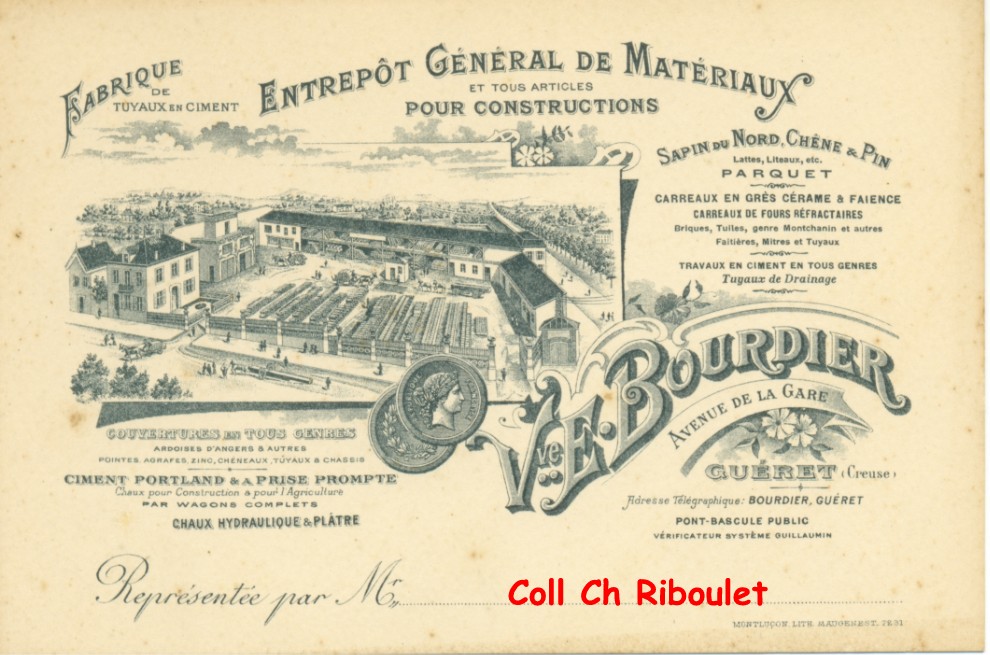 FABRIQUE
DE
TUYAUX EN CIMENT
ENTREPÔT GÉNÉRAL DE MATÉRIAUX
ET TOUS ARTICLES
POUR CONSTRUCTIONS
SAPIN DU NORD, CHÊNE & PIN
Lattes, Liteaux, etc.
PARQUET
CARREAUX EN GRÈS CÉRAME & FAIENCE
CARREAUX DE FOURS RÉFRACTAIRES
Briques, Tuiles, genre Montchanin et autres
Faitières, Mitres et Tuyaux
TRAVAUX EN CIMENT EN TOUS GENRES
Tuyaux de Drainage
Vve E. BOURDIER
AVENUE DE LA GARE
GUÉRET (Creuse)
Adresse Télégraphique: BOURDIER, GUÉRET
PONT-BASCULE PUBLIC
VÉRIFICATEUR SYSTÈME GUILLAUMIN
COUVERTURES EN TOUS GENRES
ARDOISES D'ANGERS & AUTRES
POINTES, AGRAFES, ZINC, CHÉNEAUX, TUYAUX & CHASSIS
CIMENT PORTLAND & A PRISE PROMPTE
Chaux pour Construction & pour l'Agriculture
PAR WAGONS COMPLETS
CHAUX HYDRAULIQUE & PLÂTRE
Représentée par Mr
Coll Ch Riboulet
MONTLUÇON, LITH. MAUGENEST.